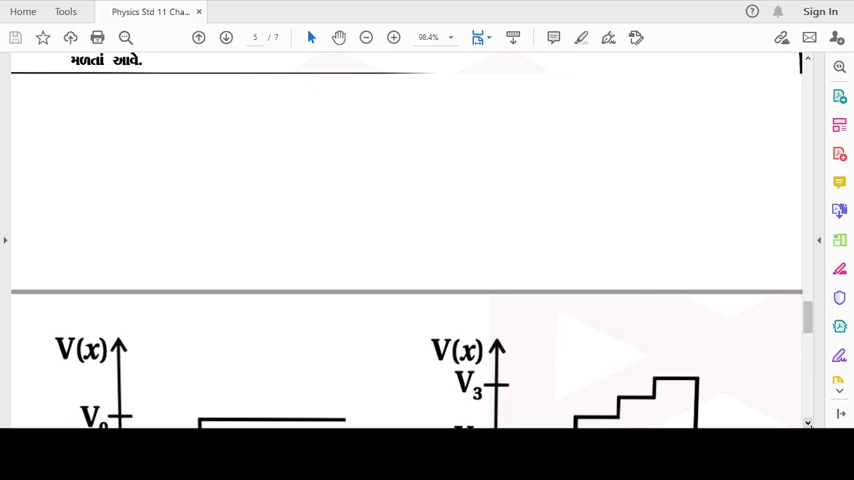 Home Tools Physics Std 11 Cha... × Sign In
5 / 7 98.4%
મળતાં આવે.
V(x) V(x)
V3
V0